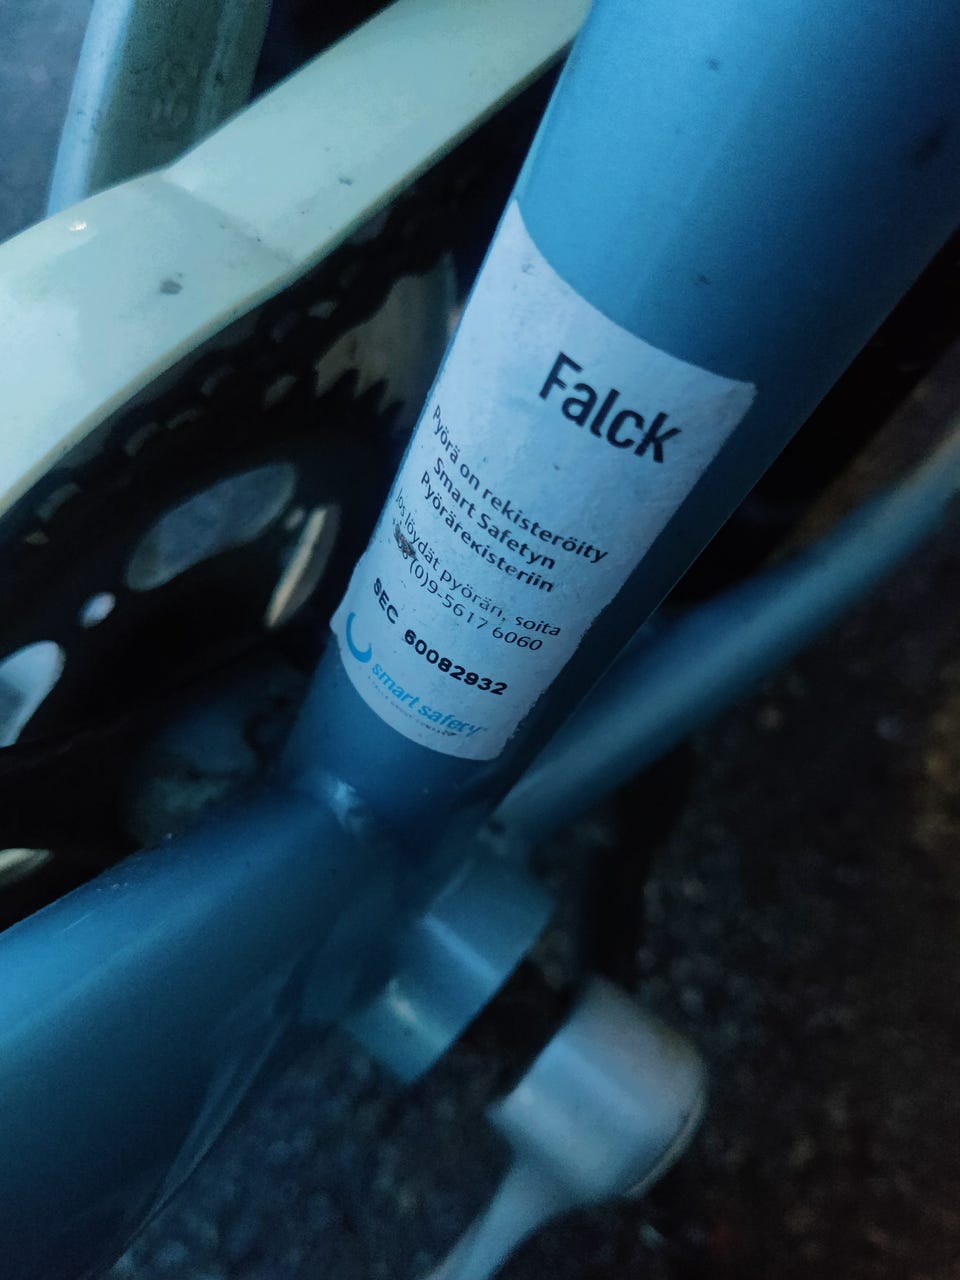 Falck
Pyörä on rekisteröity
Smart Safetyn
Pyörärekisteriin
Jos löydät pyörän, soita
(0)9-5617 6060
SEC 60082932
smart safety